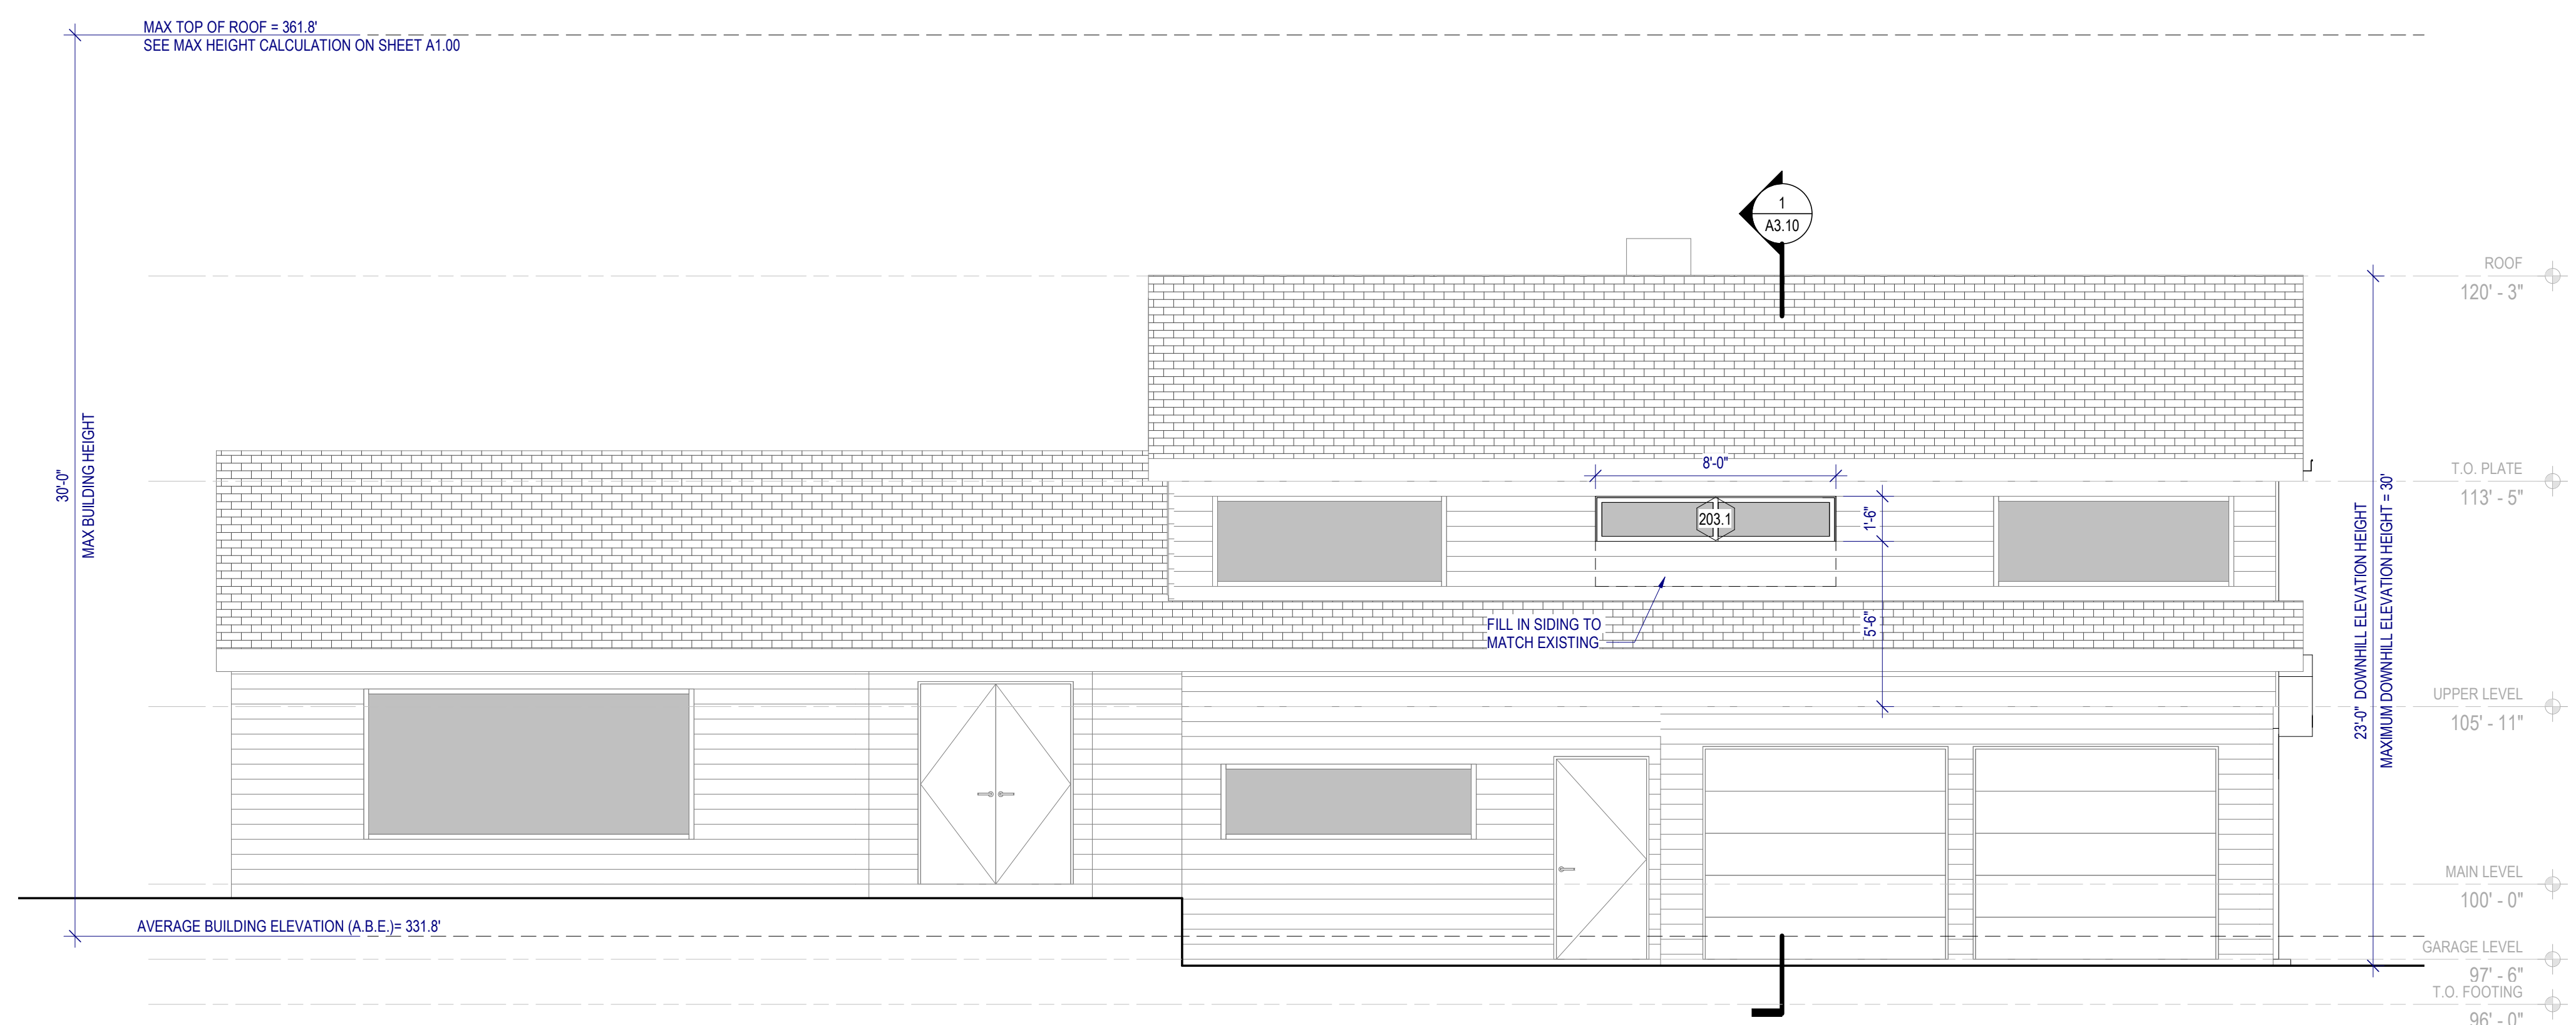 MAX TOP OF ROOF = 361.8'
SEE MAX HEIGHT CALCULATION ON SHEET A1.00
30'-0"
MAX BUILDING HEIGHT
1
A3.10
ROOF
120' - 3"
8'-0"
T.O. PLATE
113' - 5"
203.1
1'-6"
5'-6"
FILL IN SIDING TO
MATCH EXISTING
23'-0" DOWNHILL ELEVATION HEIGHT
MAXIMUM DOWNHILL ELEVATION HEIGHT = 30'
UPPER LEVEL
105' - 11"
MAIN LEVEL
100' - 0"
AVERAGE BUILDING ELEVATION (A.B.E.)= 331.8'
GARAGE LEVEL
97' - 6"
T.O. FOOTING
96' - 0"